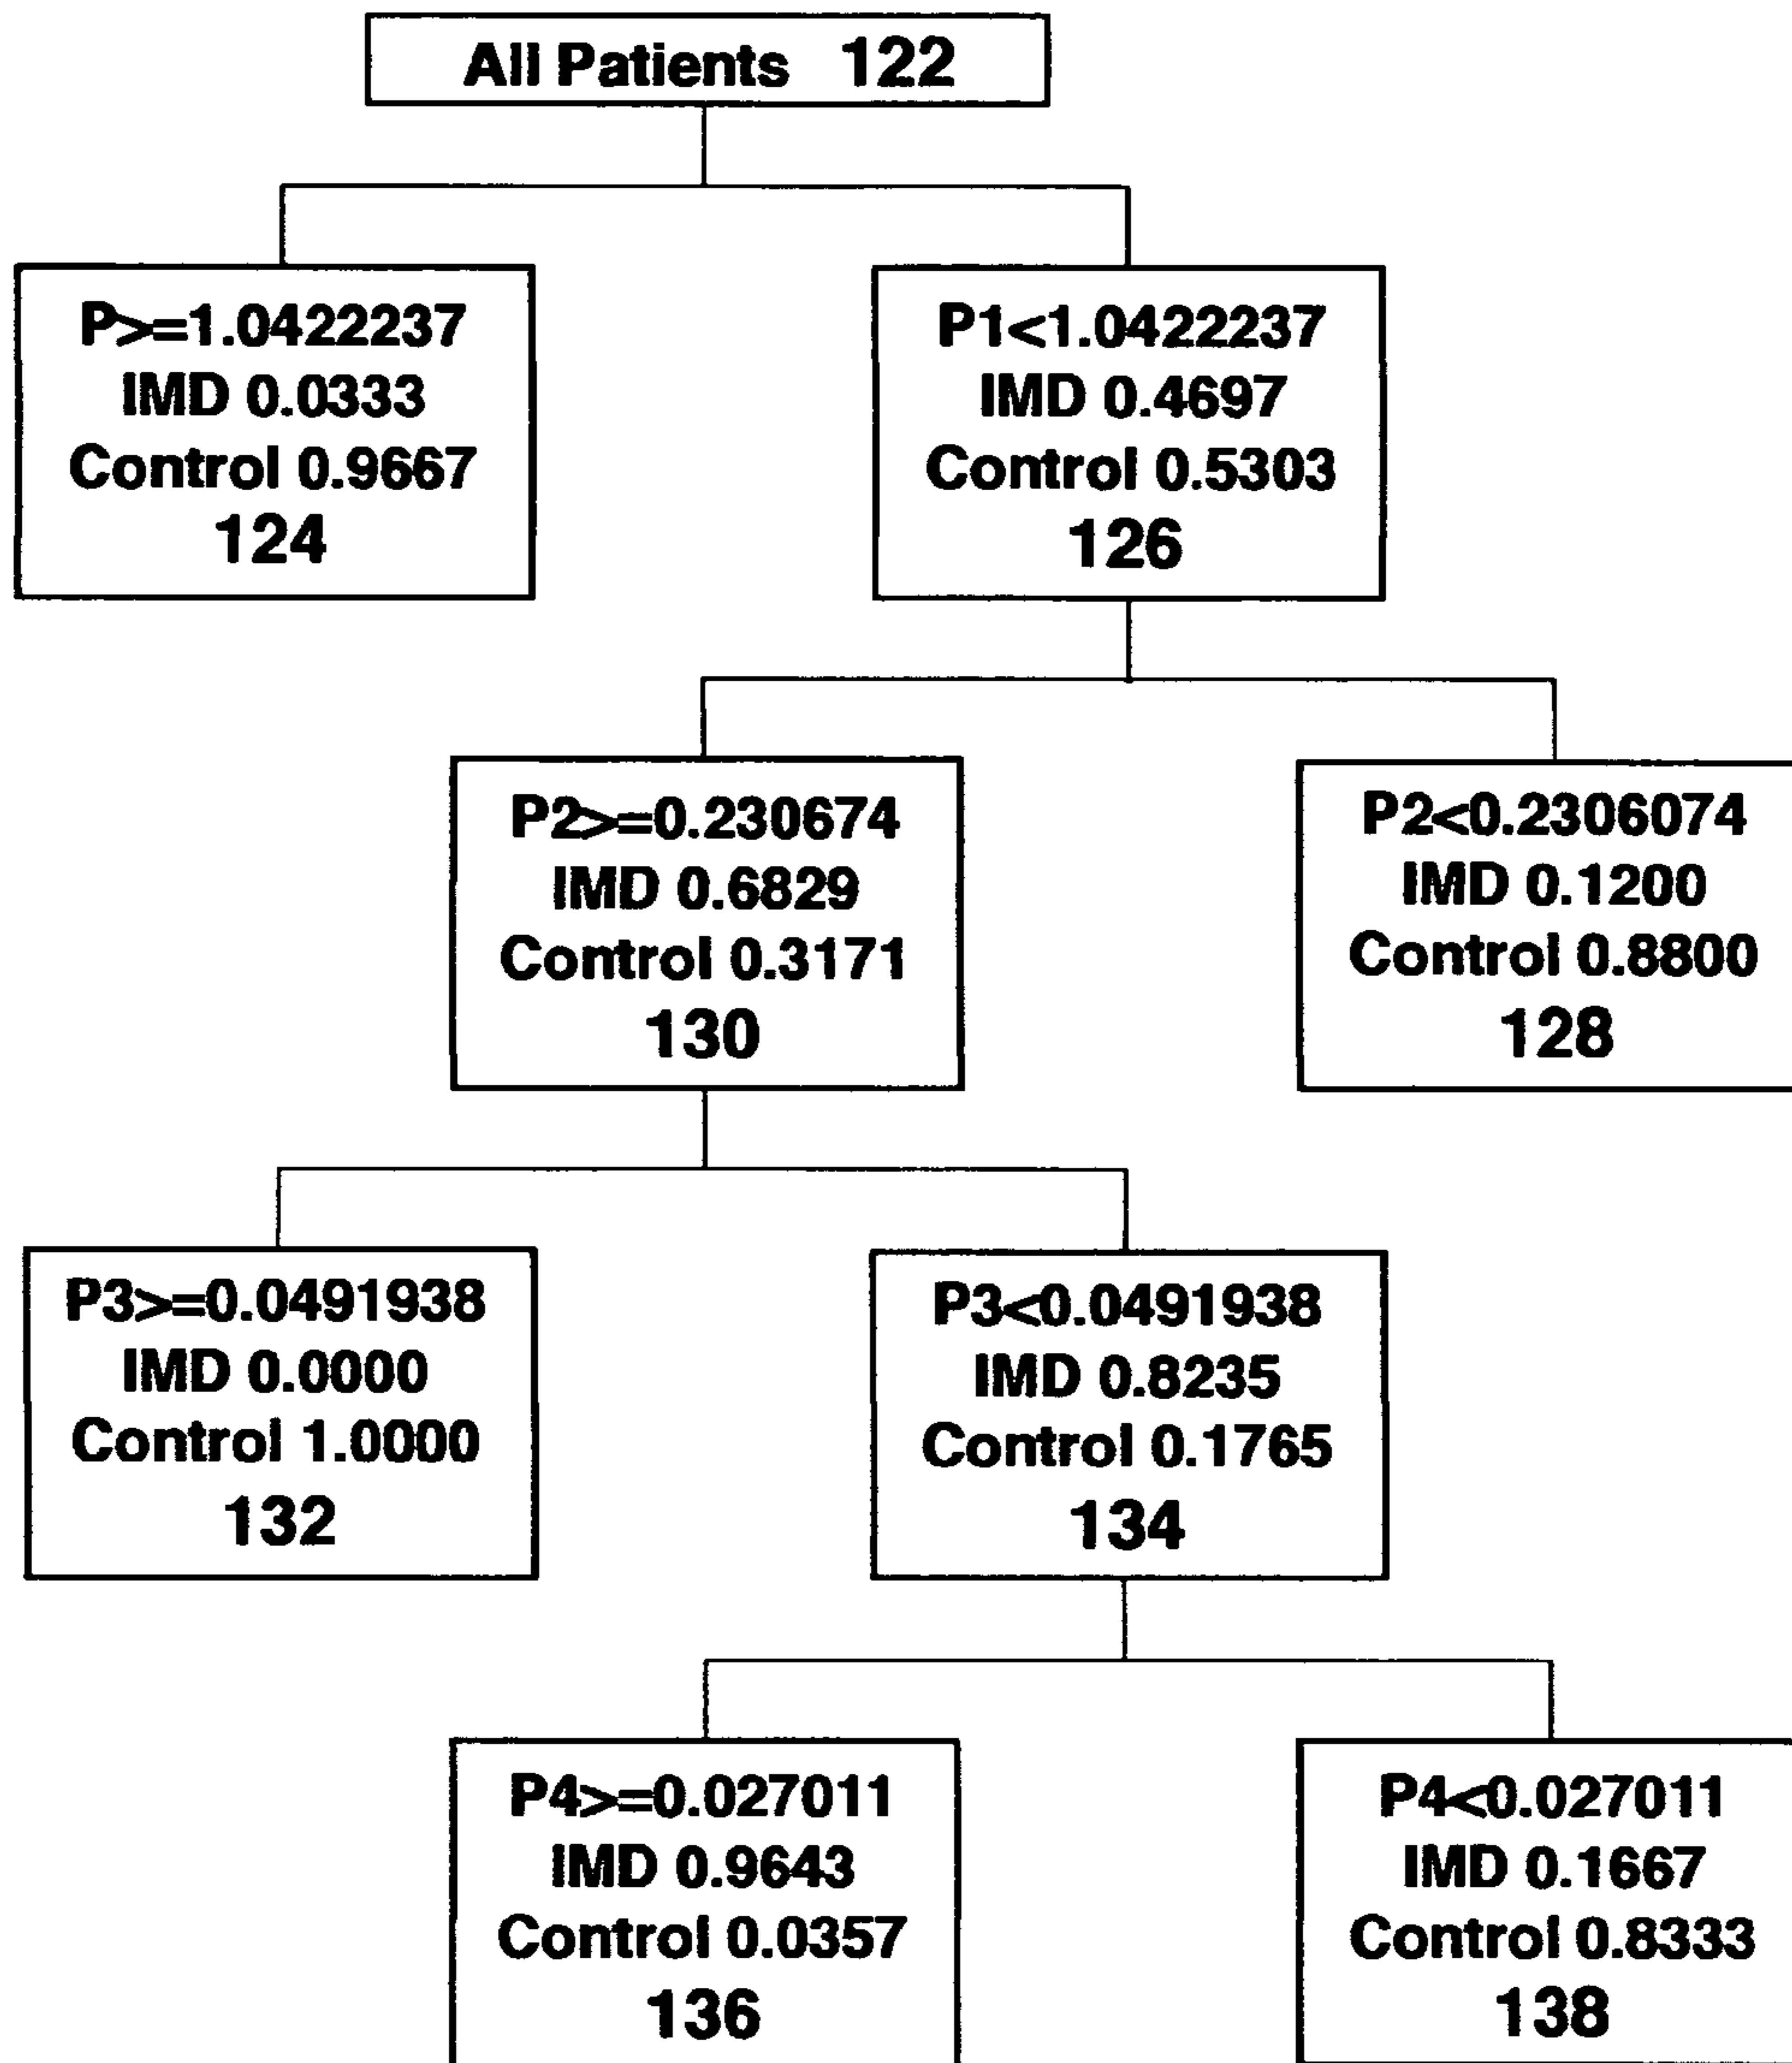 All Patients 122
P>=1.0422237
IMD 0.0333
Control 0.9667
124
P1<1.0422237
IMD 0.4697
Control 0.5303
126
P2>=0.230674
IMD 0.6829
Control 0.3171
130
P2<0.2306074
IMD 0.1200
Control 0.8800
128
P3>=0.0491938
IMD 0.0000
Control 1.0000
132
P3<0.0491938
IMD 0.8235
Control 0.1765
134
P4>=0.027011
IMD 0.9643
Control 0.0357
136
P4<0.027011
IMD 0.1667
Control 0.8333
138